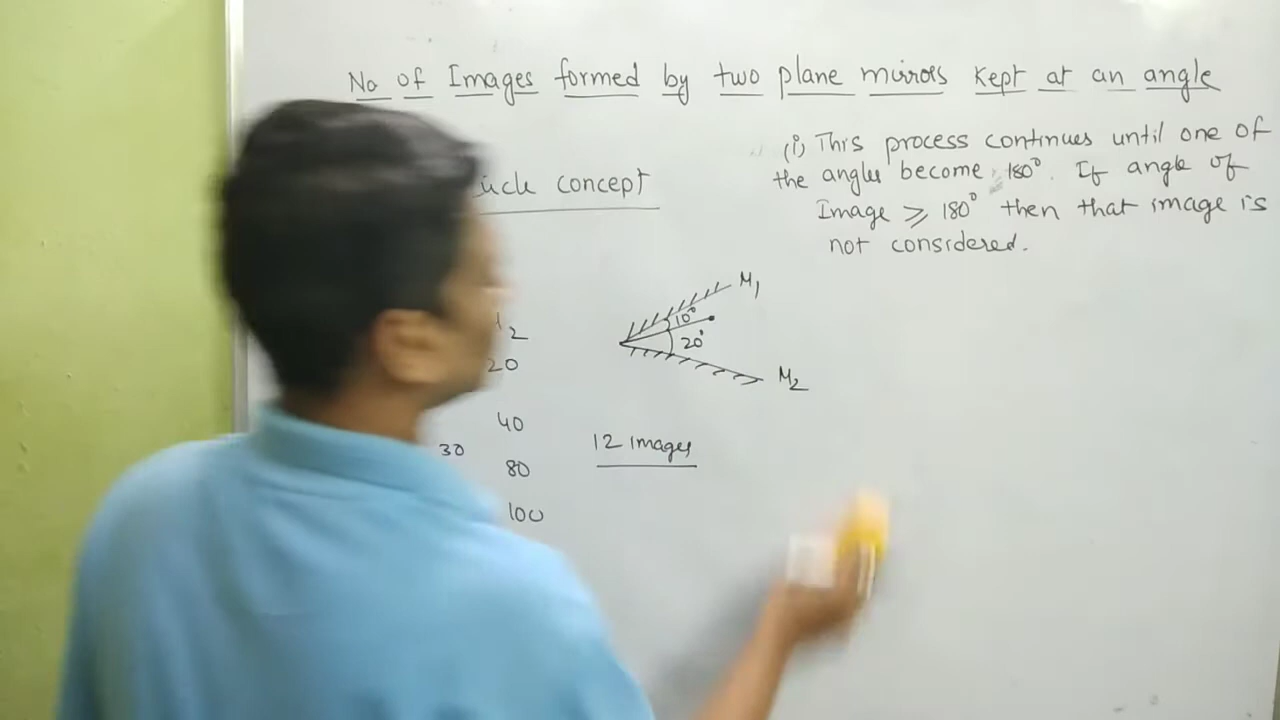 No of Images formed by two plane mirrors kept at an angle
(i) This process continues until one of
the angles become 180°. If angle of
Image ≥ 180° then that image is
not considered.
concept
M1
10°
20°
M2
2
20
40
30
80
100
12 images